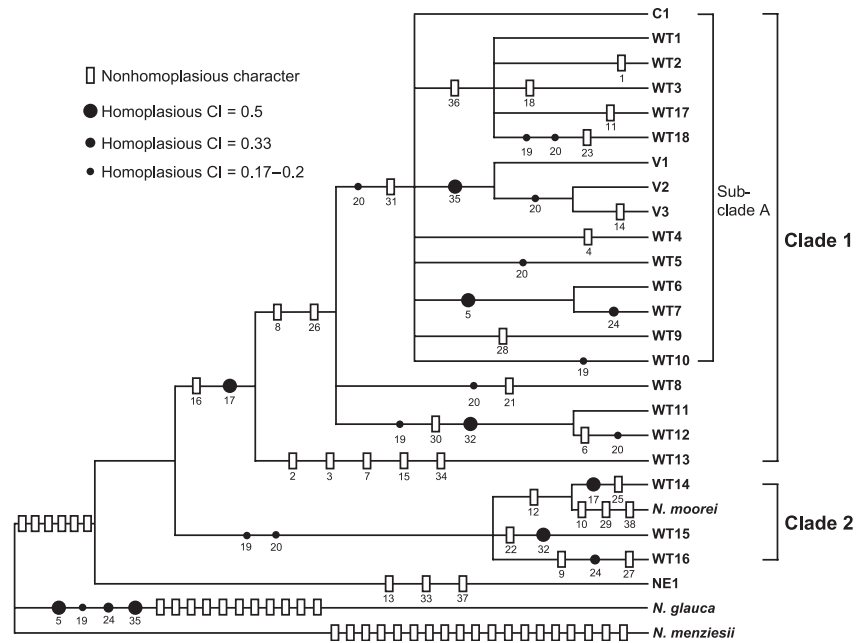 Nonhomoplasious character
Homoplasious CI = 0.5
Homoplasious CI = 0.33
Homoplasious CI = 0.17–0.2
C1
WT1
WT2
1
36
18
WT3
WT17
11
WT18
19 20 23
V1
20 31
35
V2
20
V3
14
Sub-
clade A
Clade 1
WT4
4
WT5
20
WT6
5
WT7
24
8 26
WT9
28
WT10
19
16 17
WT8
20 21
WT11
19 30 32
WT12
6 20
WT13
2 3 7 15 34
WT14
17 25
12
N. moorei
10 29 38
Clade 2
19 20
WT15
22 32
WT16
9 24 27
NE1
13 33 37
N. glauca
5 19 24 35
N. menziesii